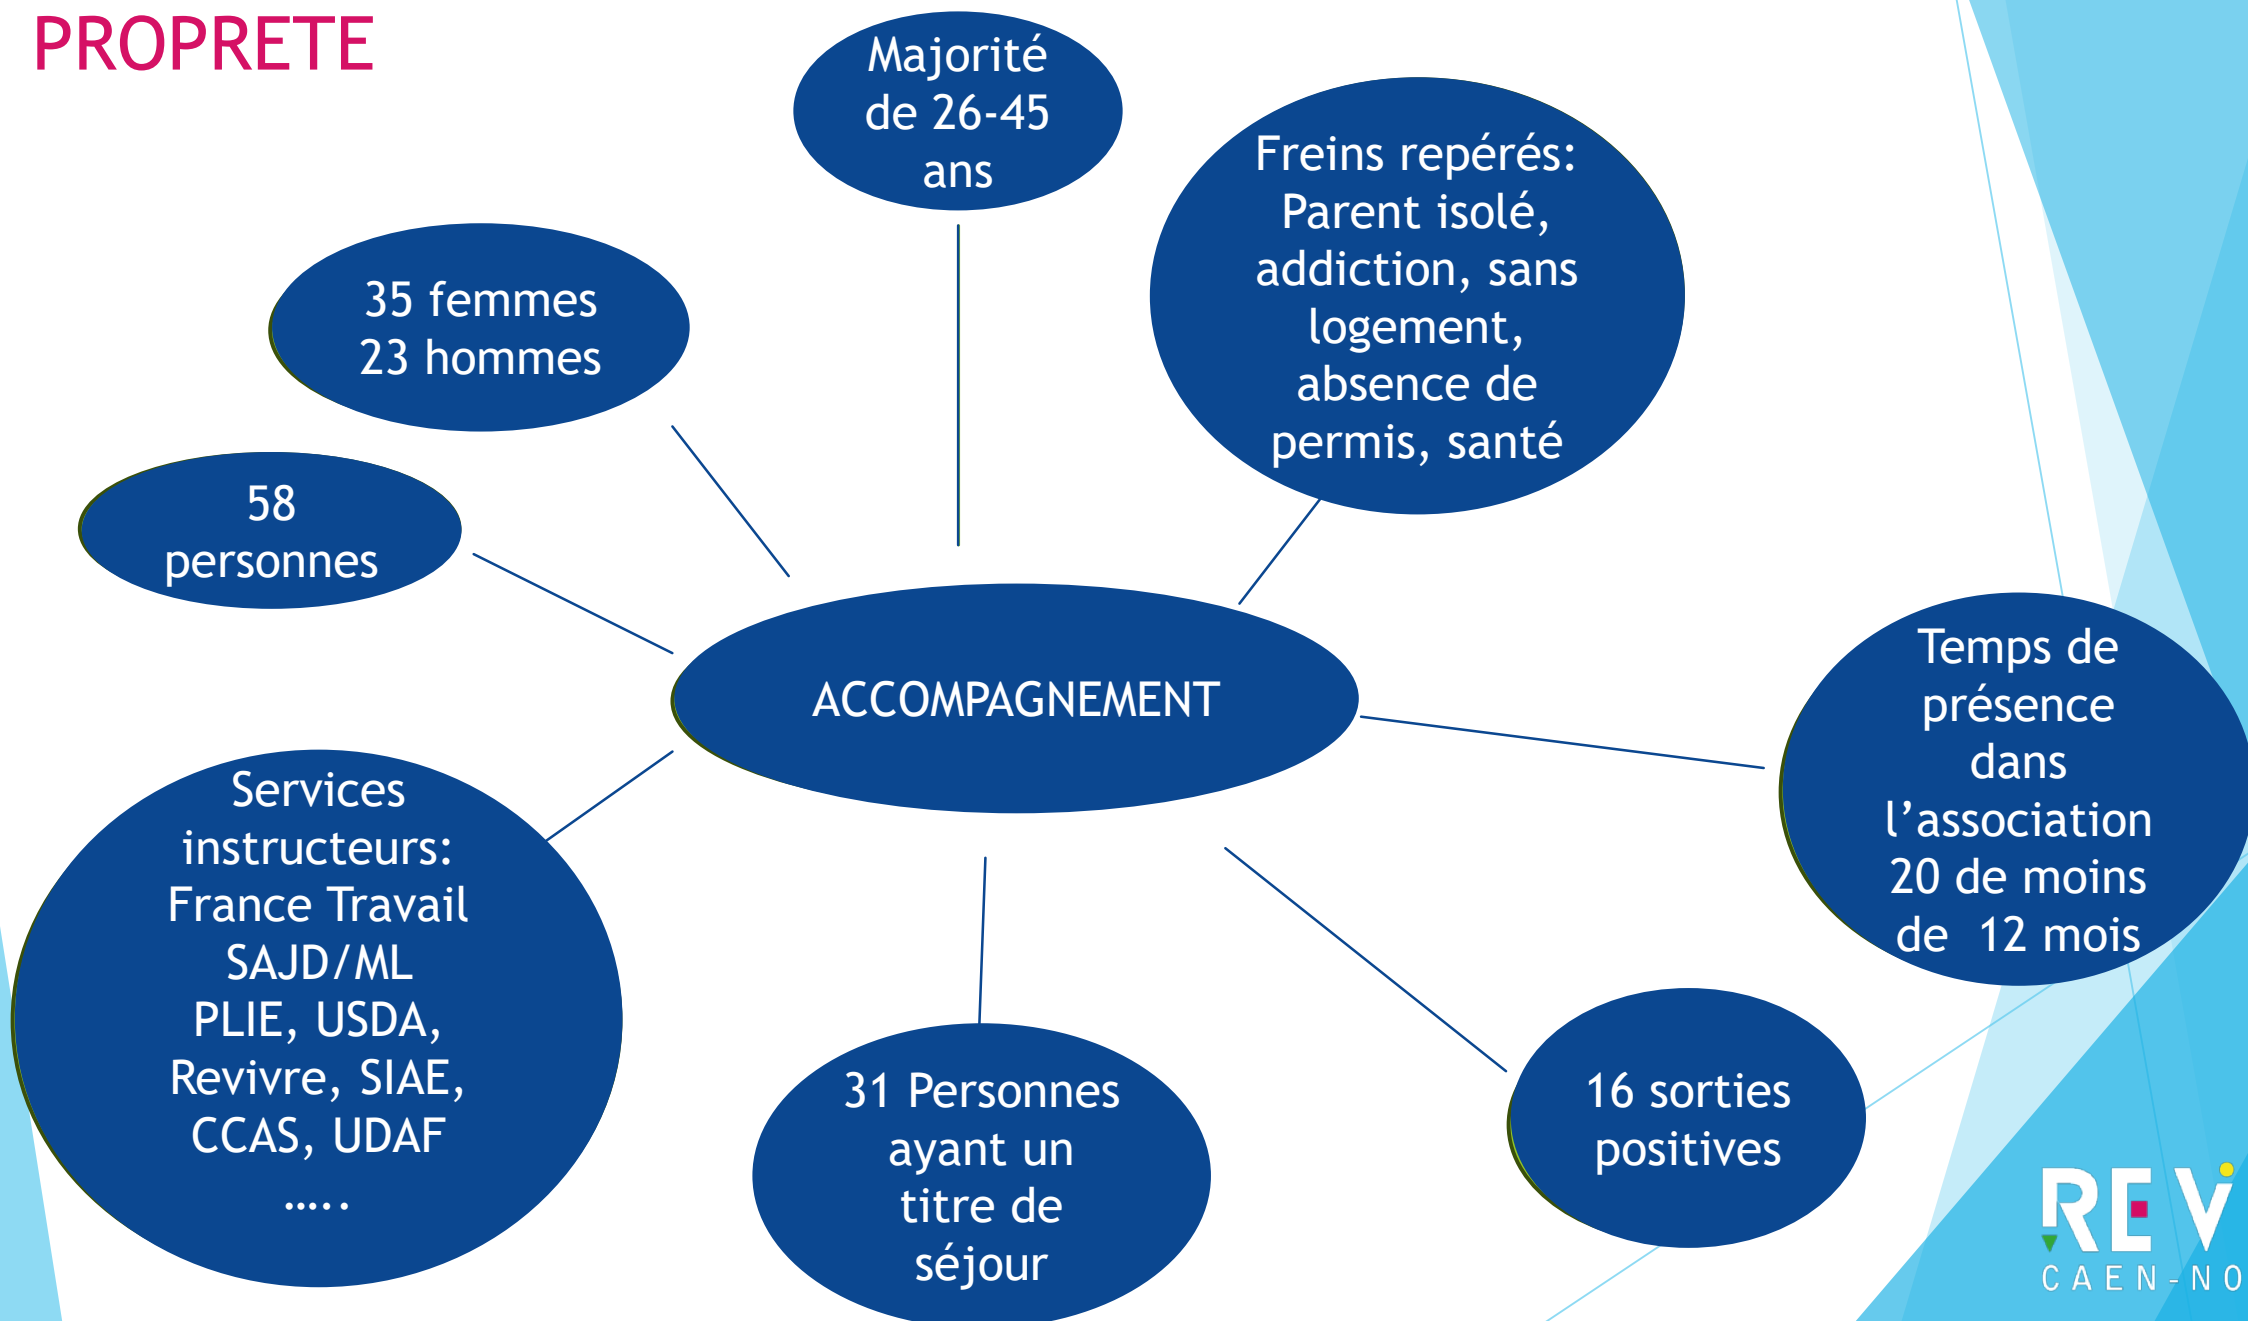 PROPRETE
Majorité
de 26-45
ans
Freins repérés:
Parent isolé,
addiction, sans
logement,
absence de
permis, santé
35 femmes
23 hommes
58
personnes
ACCOMPAGNEMENT
Temps de
présence
dans
l’association
20 de moins
de  12 mois
Services
instructeurs:
France Travail
SAJD/ML
PLIE, USDA,
Revivre, SIAE,
CCAS, UDAF
…..
31 Personnes
ayant un
titre de
séjour
16 sorties
positives
REVi
CAEN-NO